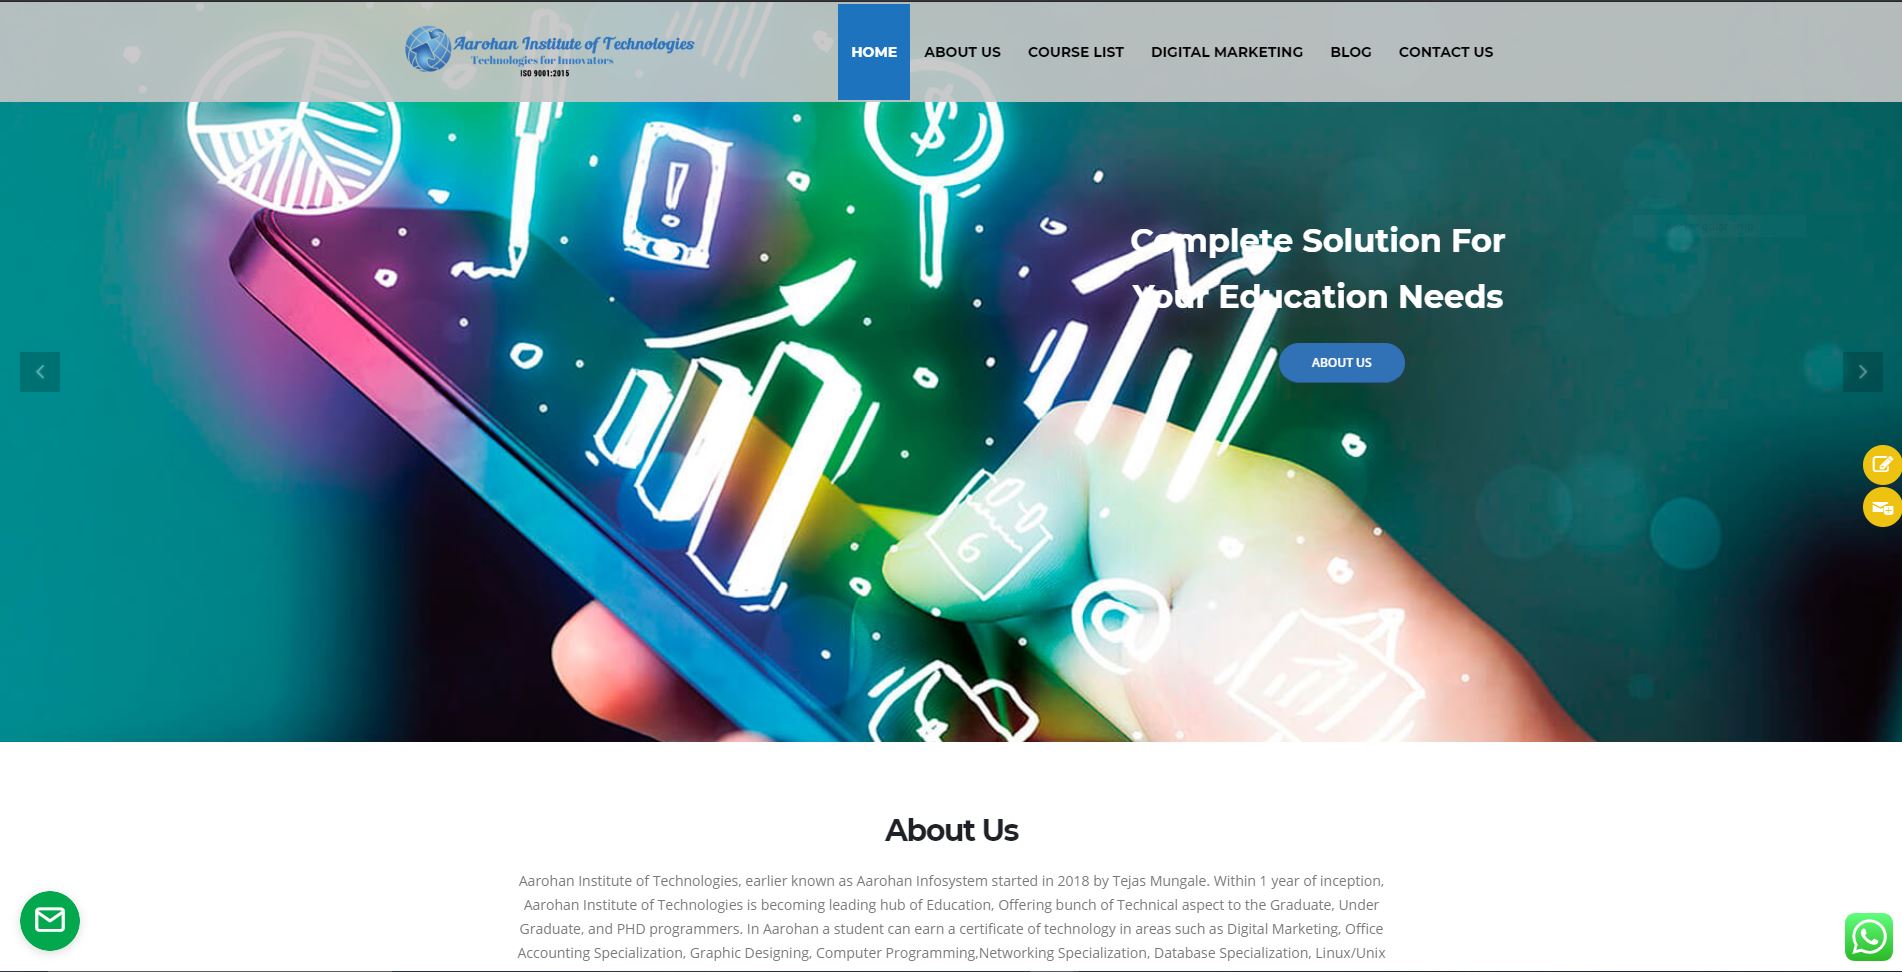 Aarohan Institute of Technologies
Technologies for Innovators
ISO 9001:2015
HOME ABOUT US COURSE LIST DIGITAL MARKETING BLOG CONTACT US
Complete Solution For
Your Education Needs
ABOUT US
6
About Us
Aarohan Institute of Technologies, earlier known as Aarohan Infosystem started in 2018 by Tejas Mungale. Within 1 year of inception,
Aarohan Institute of Technologies is becoming leading hub of Education, Offering bunch of Technical aspect to the Graduate, Under
Graduate, and PHD programmers. In Aarohan a student can earn a certificate of technology in areas such as Digital Marketing, Office
Accounting Specialization, Graphic Designing, Computer Programming,Networking Specialization, Database Specialization, Linux/Unix